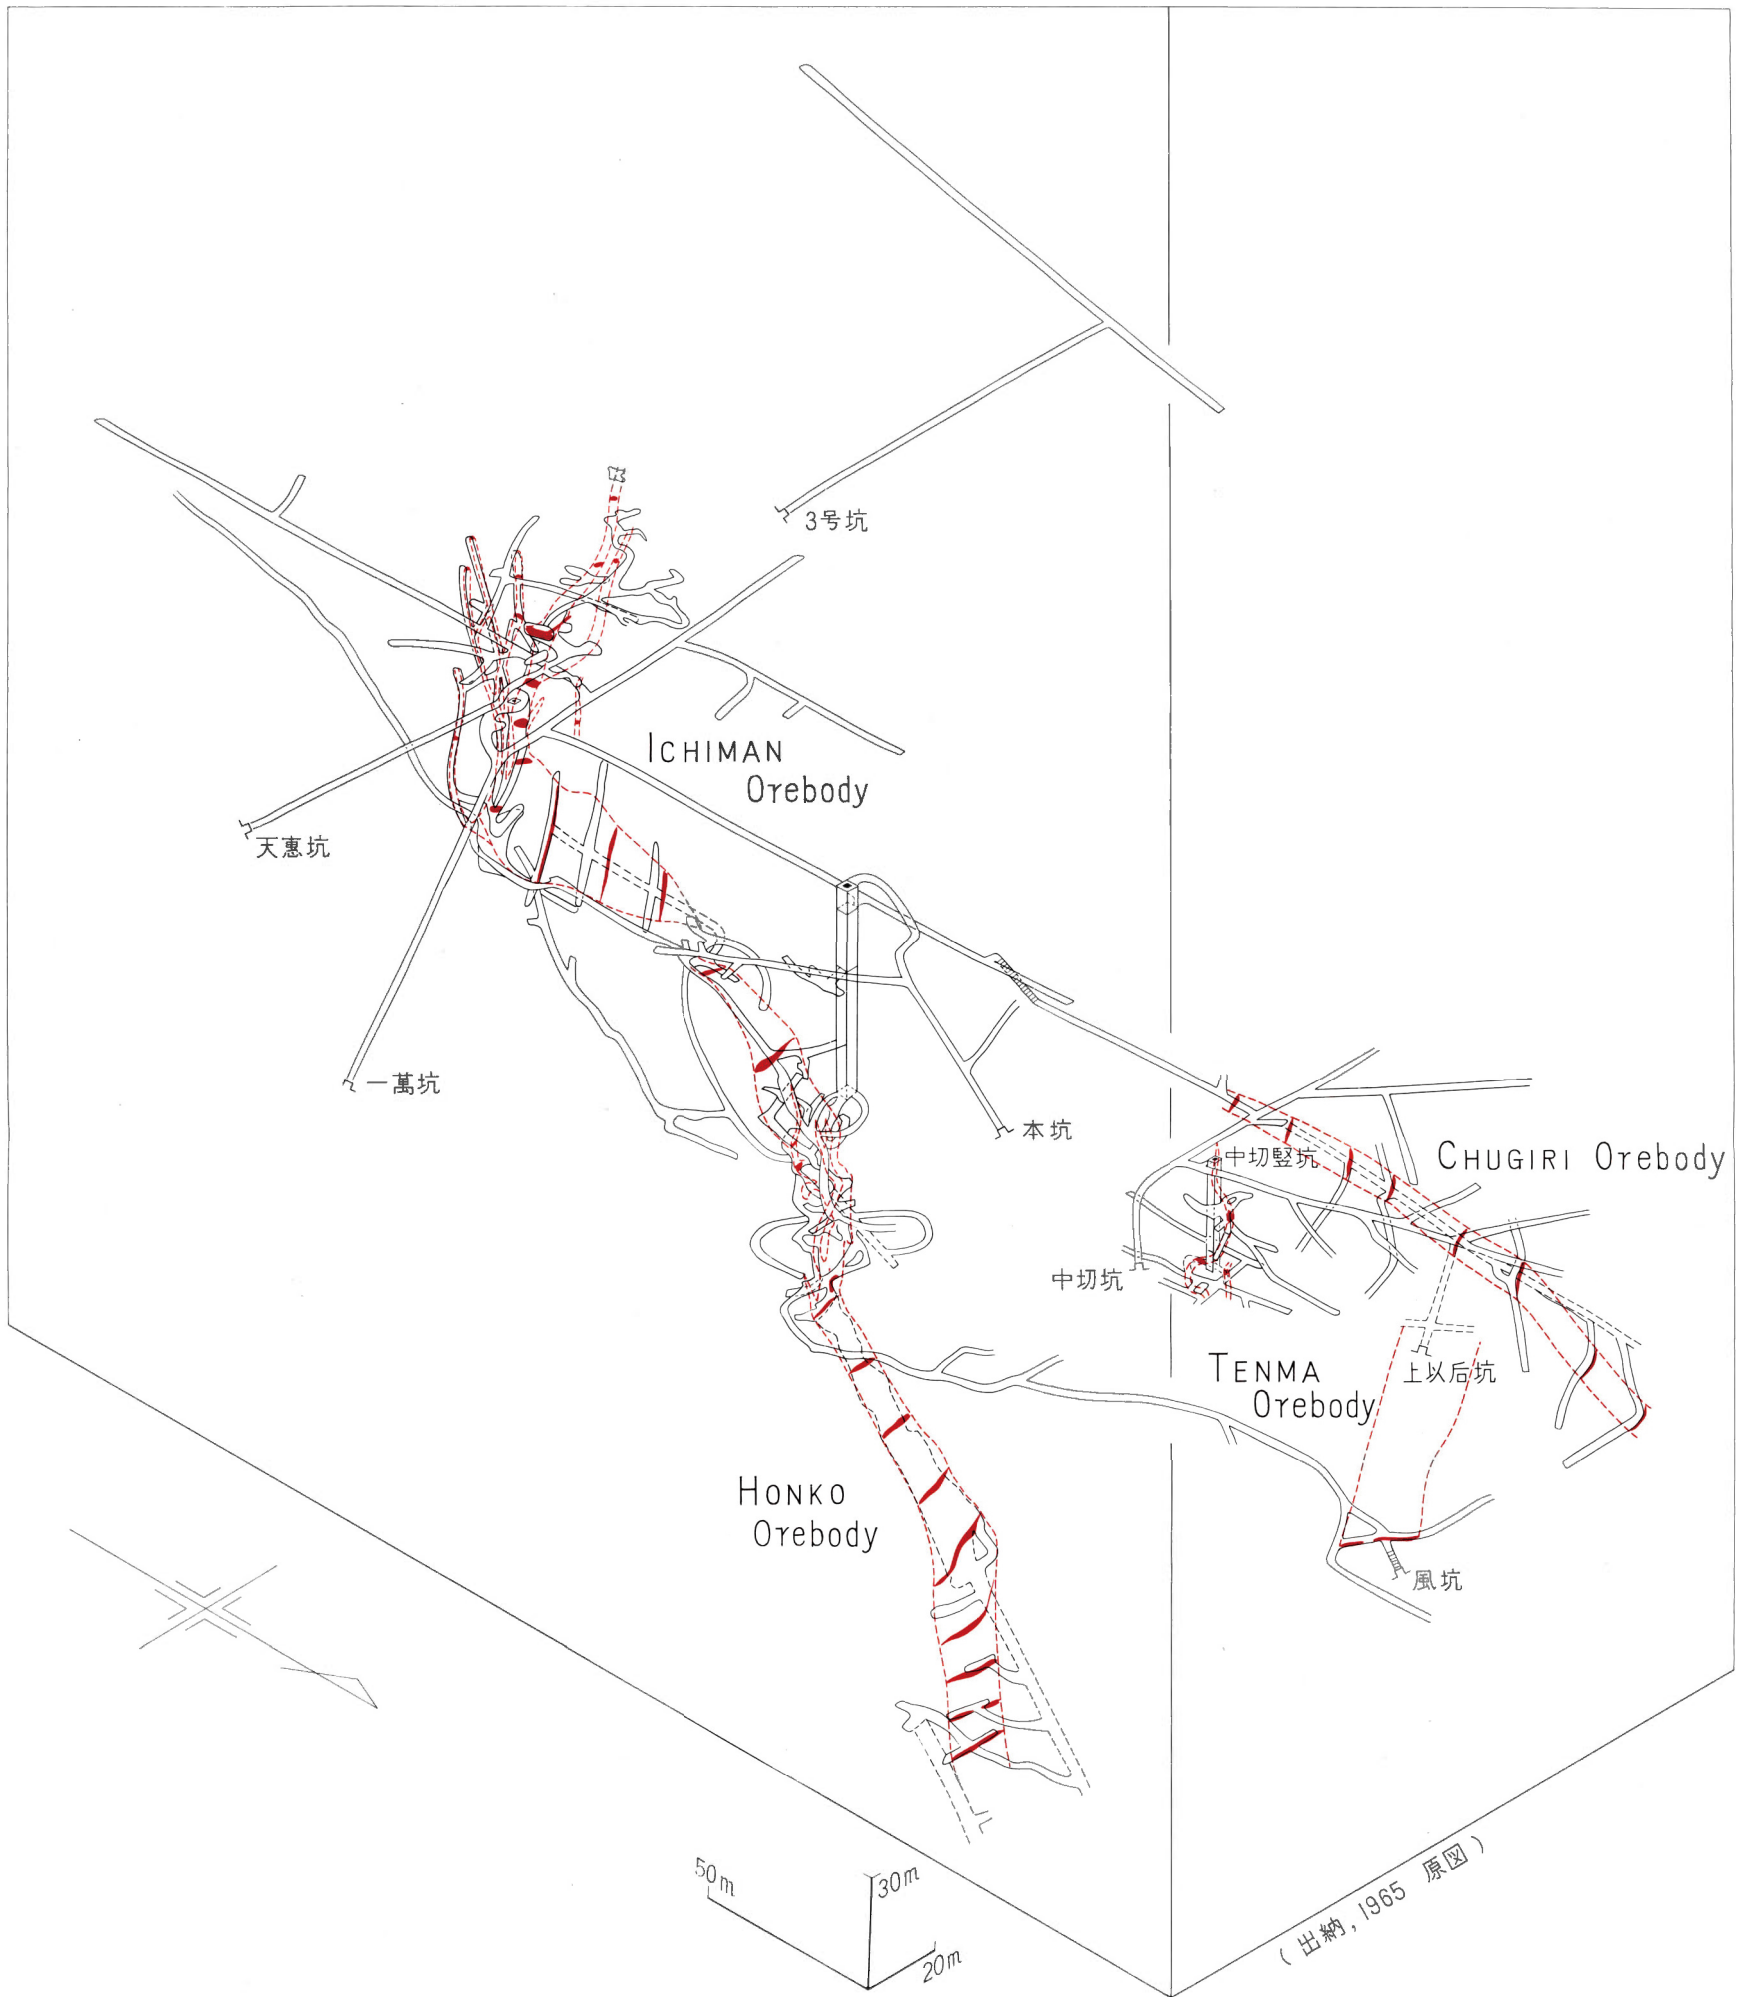 3号坑
ICHIMAN
Orebody
天惠坑
一萬坑
本坑
中切竪坑
CHUGIRI Orebody
中切坑
TENMA
Orebody
上以后坑
HONKO
Orebody
風坑
50m
30m
20m
(出納, 1965 原図)